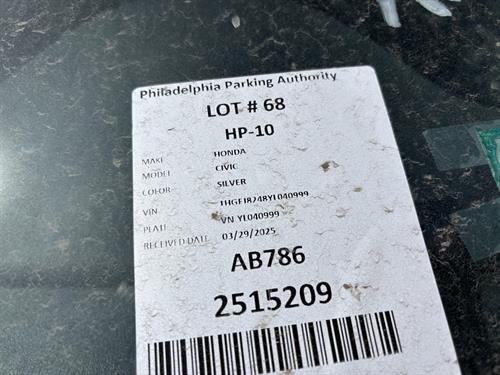 Philadelphia Parking Authority
LOT # 68
HP-10
MAKE HONDA
MODEL CIVIC
COLOR SILVER
VIN 1HGEJ8248YL040999
PLATE VN YL040999
RECEIVED DATE 03/29/2025
AB786
2515209